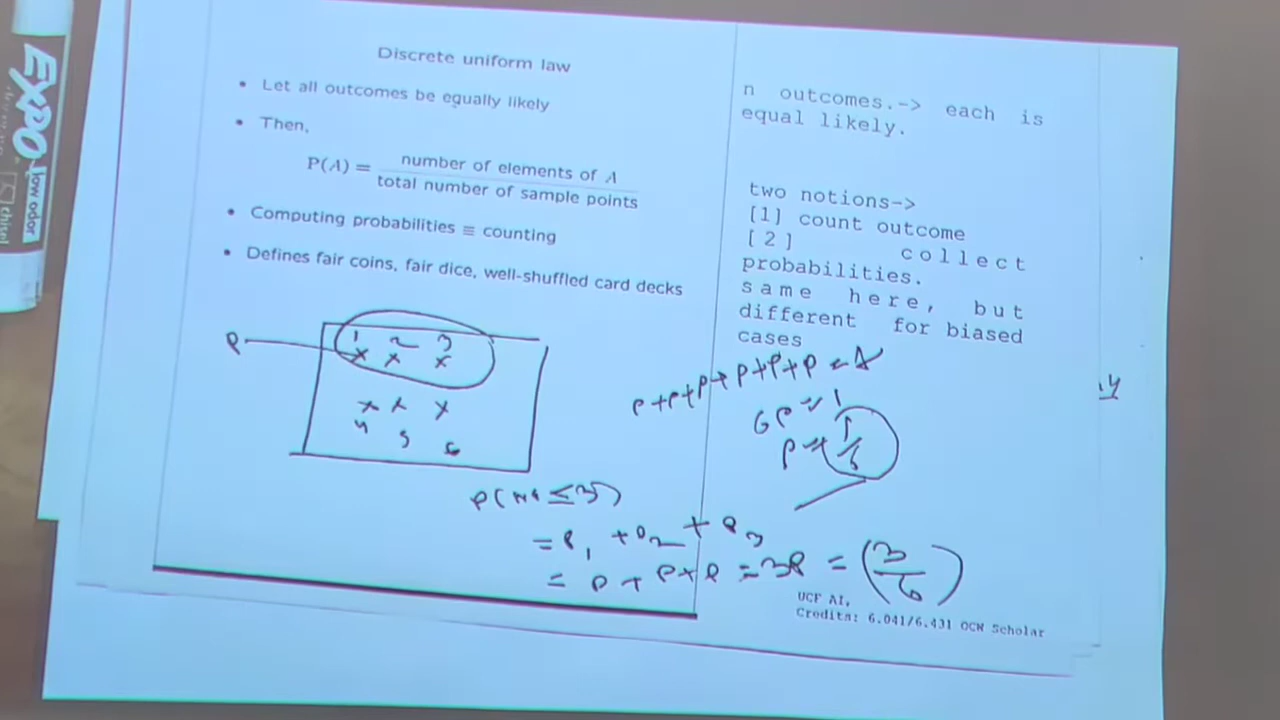 EXPO
low odor
chisel
Discrete uniform law
• Let all outcomes be equally likely
• Then,
P(A) = number of elements of A
total number of sample points
• Computing probabilities ≡ counting
• Defines fair coins, fair dice, well-shuffled card decks
n outcomes.-> each is
equal likely.
two notions->
[1] count outcome
[2] collect
probabilities.
same here, but
different for biased
cases
P
1 2 3
x x x
x x x
4 5 6
P+P+P+P+P+P = 1
6P = 1
P = 1/6
= P1 + P2 + P3
= P + P+P = 3P = (3/6)
UCF AI,
Credits: 6.041/6.431 OCW Scholar